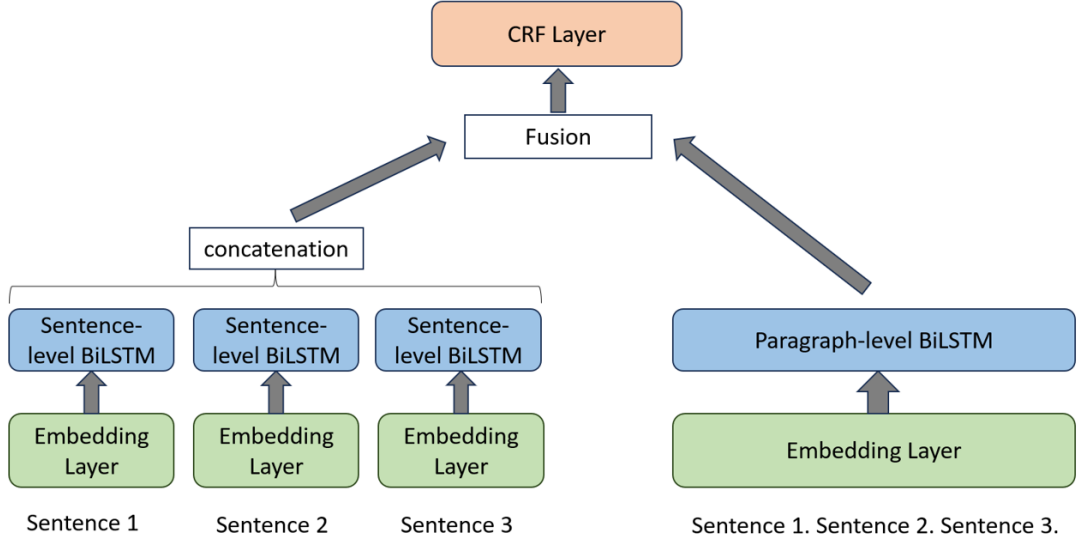 CRF Layer
Fusion
concatenation
Sentence-
level BiLSTM
Sentence-
level BiLSTM
Sentence-
level BiLSTM
Paragraph-level BiLSTM
Embedding
Layer
Embedding
Layer
Embedding
Layer
Embedding Layer
Sentence 1
Sentence 2
Sentence 3
Sentence 1. Sentence 2. Sentence 3.